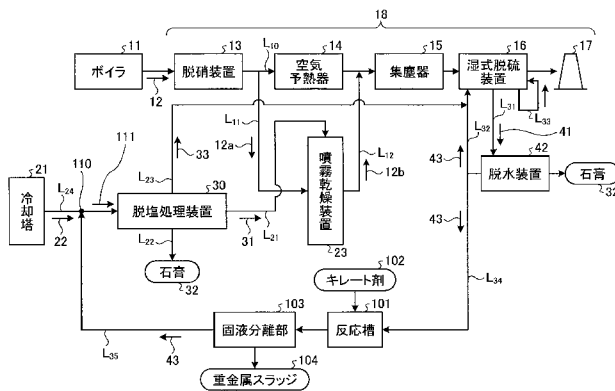 18
11
13
14
15
16
17
ボイラ
脱硝装置
L10
空気
予熱器
集塵器
湿式脱硫
装置
12
L11
12a
L12
12b
L31
L33
L32
41
42
43
脱水装置
石膏
32
33
L23
21
110
111
冷却塔
L24
22
30
脱塩処理装置
31
L21
噴霧乾燥装置
23
L22
石膏
32
43
102
キレート剤
L34
103
101
固液分離部
反応槽
L35
43
104
重金属スラッジ